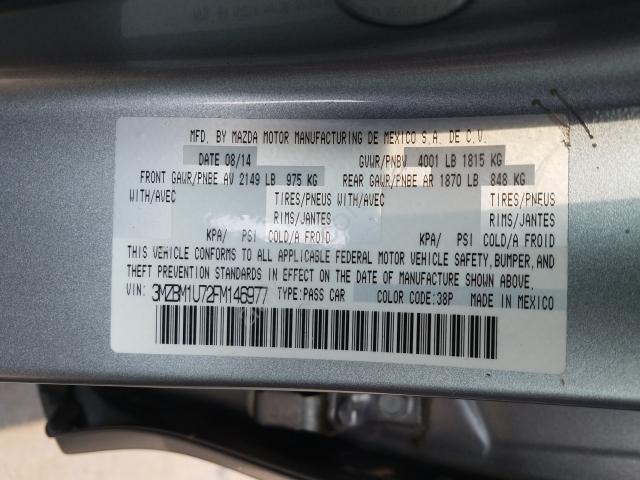 MFD. BY MAZDA MOTOR MANUFACTURING DE MEXICO S.A. DE C.V.
DATE 08/14 GVWR/PNBV 4001 LB 1815 KG
FRONT GAWR/PNBE AV 2149 LB 975 KG REAR GAWR/PNBE AR 1870 LB 848 KG
WITH/AVEC TIRES/PNEUS WITH/AVEC TIRES/PNEUS
RIMS/JANTES RIMS/JANTES
KPA/ PSI COLD/A FROID KPA/ PSI COLD/A FROID
THIS VEHICLE CONFORMS TO ALL APPLICABLE FEDERAL MOTOR VEHICLE SAFETY, BUMPER, AND
THEFT PREVENTION STANDARDS IN EFFECT ON THE DATE OF MANUFACTURE SHOWN ABOVE.
VIN: 3MZBM1U72FM146977 TYPE:PASS CAR COLOR CODE:38P MADE IN MEXICO